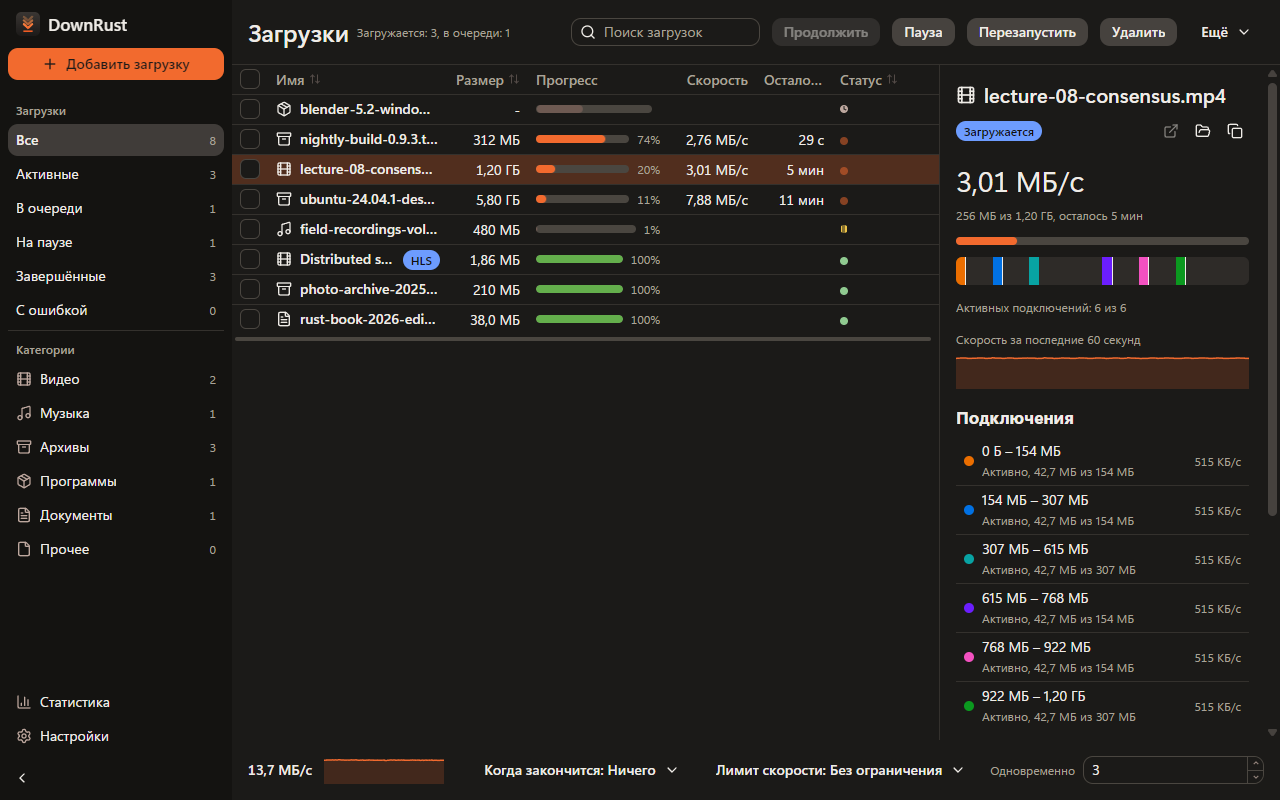 DownRust
Добавить загрузку
Загрузки
Все 8
Активные 3
В очереди 1
На паузе 1
Завершённые 3
С ошибкой 0
Категории
Видео 2
Музыка 1
Архивы 3
Программы 1
Документы 1
Прочее 0
Статистика
Настройки
Загрузки Загружается: 3, в очереди: 1
Поиск загрузок
Продолжить
Пауза
Перезапустить
Удалить
Ещё
Имя Размер Прогресс Скорость Остало... Статус
blender-5.2-windo... -
nightly-build-0.9.3.t... 312 МБ 74% 2,76 МБ/с 29 с
lecture-08-consens... 1,20 ГБ 20% 3,01 МБ/с 5 мин
ubuntu-24.04.1-des... 5,80 ГБ 11% 7,88 МБ/с 11 мин
field-recordings-vol... 480 МБ 1%
Distributed s... HLS 1,86 МБ 100%
photo-archive-2025... 210 МБ 100%
rust-book-2026-edi... 38,0 МБ 100%
lecture-08-consensus.mp4
Загружается
3,01 МБ/с
256 МБ из 1,20 ГБ, осталось 5 мин
Активных подключений: 6 из 6
Скорость за последние 60 секунд
Подключения
0 Б – 154 МБ
Активно, 42,7 МБ из 154 МБ 515 КБ/с
154 МБ – 307 МБ
Активно, 42,7 МБ из 154 МБ 515 КБ/с
307 МБ – 615 МБ
Активно, 42,7 МБ из 307 МБ 515 КБ/с
615 МБ – 768 МБ
Активно, 42,7 МБ из 154 МБ 515 КБ/с
768 МБ – 922 МБ
Активно, 42,7 МБ из 154 МБ 515 КБ/с
922 МБ – 1,20 ГБ
Активно, 42,7 МБ из 307 МБ 515 КБ/с
13,7 МБ/с
Когда закончится: Ничего
Лимит скорости: Без ограничения
Одновременно 3